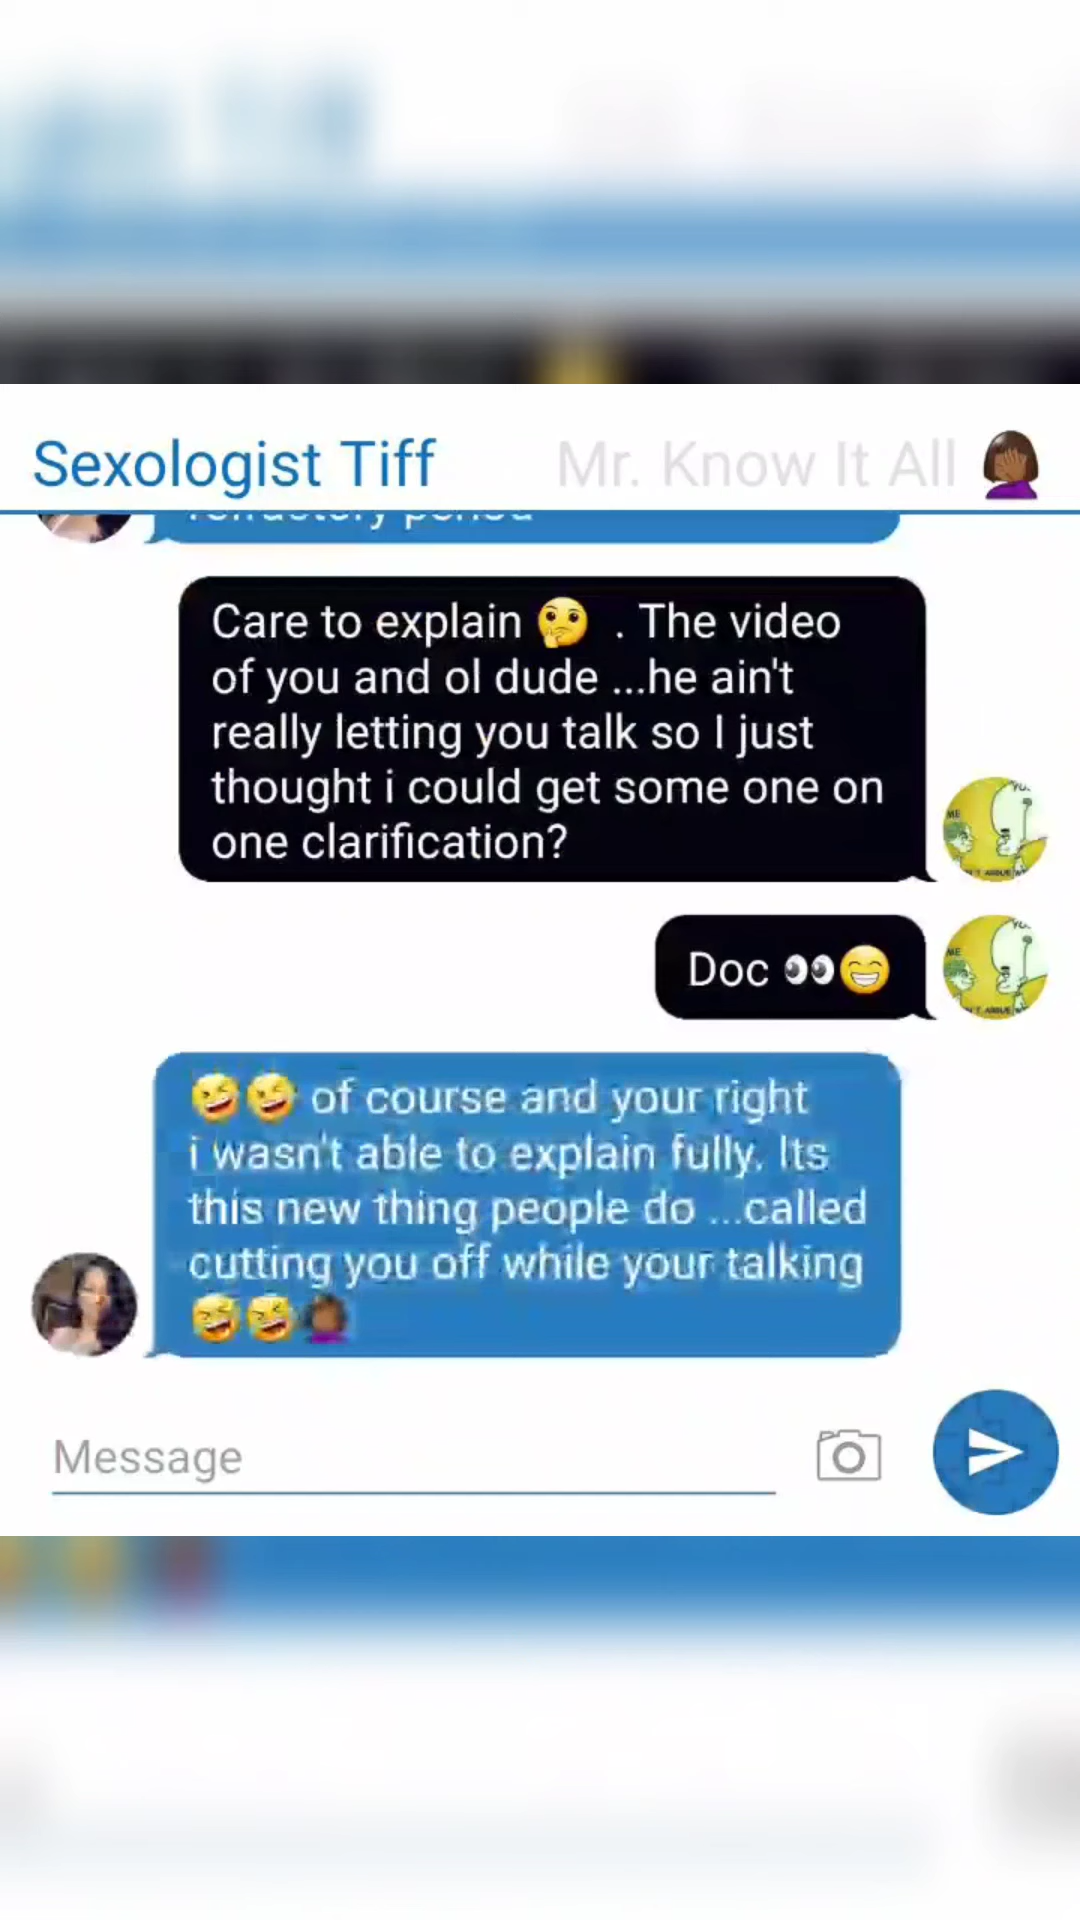 Sexologist Tiff
Mr. Know It All 🤦🏾‍♀️
refractory period
Care to explain 🤔 . The video
of you and ol dude ...he ain't
really letting you talk so I just
thought i could get some one on
one clarification?
Doc 👀😁
🤣🤣 of course and your right
i wasn't able to explain fully. Its
this new thing people do ...called
cutting you off while your talking
🤣🤣🤦🏾‍♀️
Message